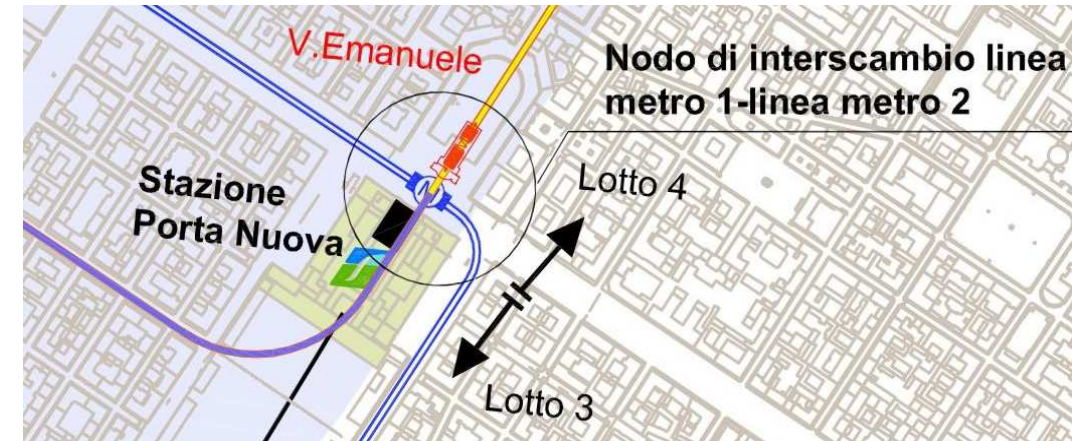 V.Emanuele
Nodo di interscambio linea
metro 1-linea metro 2
Stazione
Porta Nuova
Lotto 4
Lotto 3